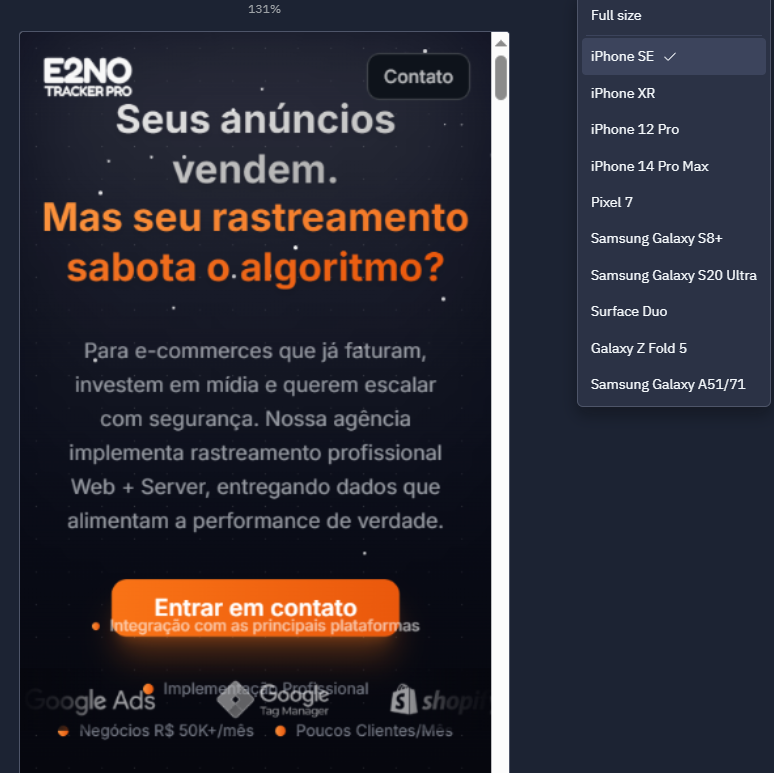 131%
E2NO
TRACKER PRO
Contato
Seus anúncios
vendem.
Mas seu rastreamento
sabota o algoritmo?
Para e-commerces que já faturam,
investem em mídia e querem escalar
com segurança. Nossa agência
implementa rastreamento profissional
Web + Server, entregando dados que
alimentam a performance de verdade.
Entrar em contato
Integração com as principais plataformas
Implementação Profissional
Google Ads
Google
Tag Manager
shopif
Negócios R$ 50K+/mês
Poucos Clientes/Mês
Full size
iPhone SE
iPhone XR
iPhone 12 Pro
iPhone 14 Pro Max
Pixel 7
Samsung Galaxy S8+
Samsung Galaxy S20 Ultra
Surface Duo
Galaxy Z Fold 5
Samsung Galaxy A51/71